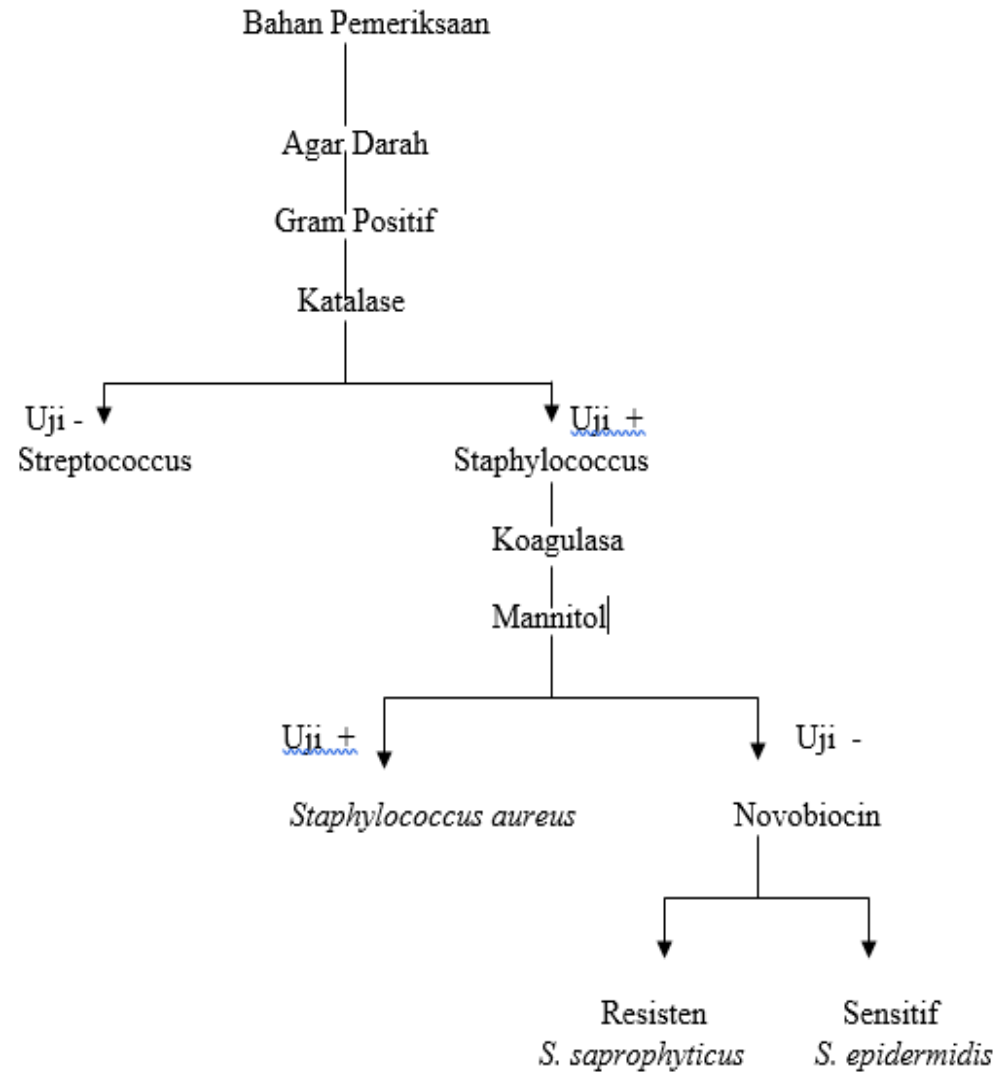 Bahan Pemeriksaan
Agar Darah
Gram Positif
Katalase
Uji -
Streptococcus
Uji +
Staphylococcus
Koagulasa
Mannitol
Uji +
Staphylococcus aureus
Uji -
Novobiocin
Resisten
S. saprophyticus
Sensitif
S. epidermidis